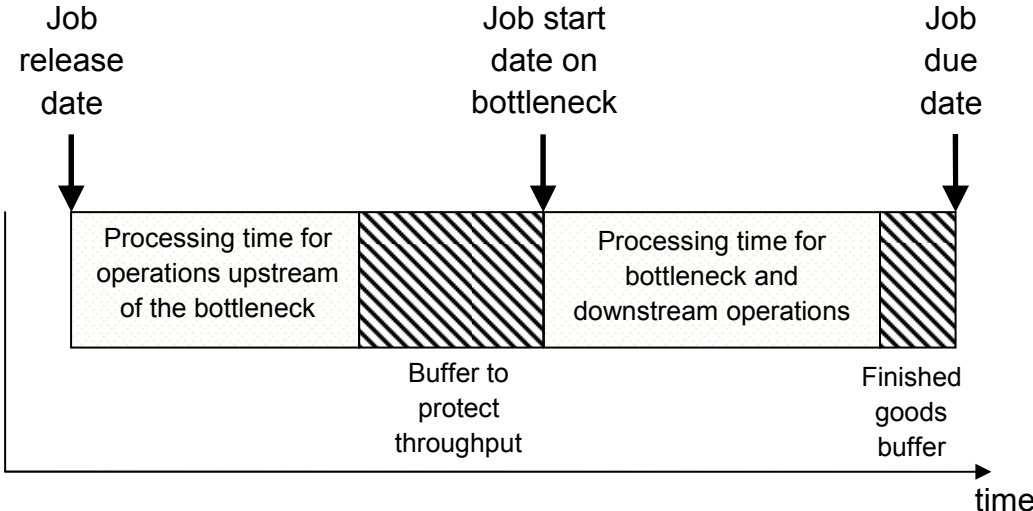 Job
release
date
Job start
date on
bottleneck
Job
due
date
Processing time for
operations upstream
of the bottleneck
Processing time for
bottleneck and
downstream operations
Buffer to
protect
throughput
Finished
goods
buffer
time